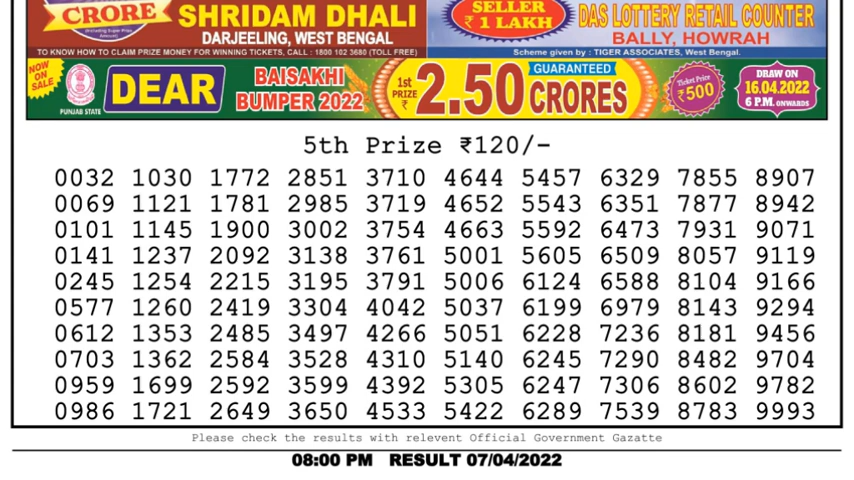 CRORE
SHRIDAM DHALI
DARJEELING, WEST BENGAL
TO KNOW HOW TO CLAIM PRIZE MONEY FOR WINNING TICKETS, CALL : 1800 102 3680 (TOLL FREE)
SELLER
₹ 1 LAKH
DAS LOTTERY RETAIL COUNTER
BALLY, HOWRAH
Scheme given by : TIGER ASSOCIATES, West Bengal.
NOW ON SALE
PUNJAB STATE
DEAR
BAISAKHI
BUMPER 2022
1st PRIZE ₹
2.50
GUARANTEED
CRORES
Ticket Price
₹500
DRAW ON
16.04.2022
6 P.M. ONWARDS
5th Prize ₹120/-
0032 1030 1772 2851 3710 4644 5457 6329 7855 8907
0069 1121 1781 2985 3719 4652 5543 6351 7877 8942
0101 1145 1900 3002 3754 4663 5592 6473 7931 9071
0141 1237 2092 3138 3761 5001 5605 6509 8057 9119
0245 1254 2215 3195 3791 5006 6124 6588 8104 9166
0577 1260 2419 3304 4042 5037 6199 6979 8143 9294
0612 1353 2485 3497 4266 5051 6228 7236 8181 9456
0703 1362 2584 3528 4310 5140 6245 7290 8482 9704
0959 1699 2592 3599 4392 5305 6247 7306 8602 9782
0986 1721 2649 3650 4533 5422 6289 7539 8783 9993
Please check the results with relevent Official Government Gazatte
08:00 PM RESULT 07/04/2022